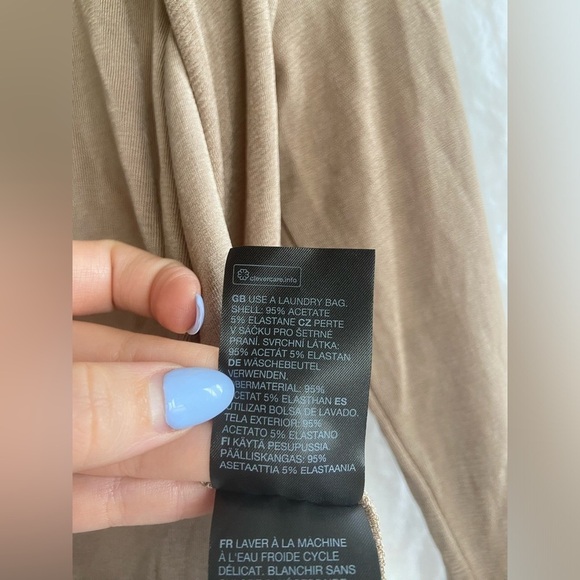 clevercare.info
GB USE A LAUNDRY BAG.
SHELL: 95% ACETATE
5% ELASTANE CZ PERTE
V SÁČKU PRO ŠETRNÉ
PRANÍ. SVRCHNÍ LÁTKA:
95% ACETÁT 5% ELASTAN
DE WÄSCHEBEUTEL
VERWENDEN.
BERMATERIAL: 95%
CETAT 5% ELASTHAN ES
UTILIZAR BOLSA DE LAVADO.
TELA EXTERIOR: 95%
ACETATO 5% ELASTANO
FI KÄYTÄ PESUPUSSIA.
PÄÄLLISKANGAS: 95%
ASETAATTIA 5% ELASTAANIA
FR LAVER À LA MACHINE
À L'EAU FROIDE CYCLE
DÉLICAT. BLANCHIR SANS